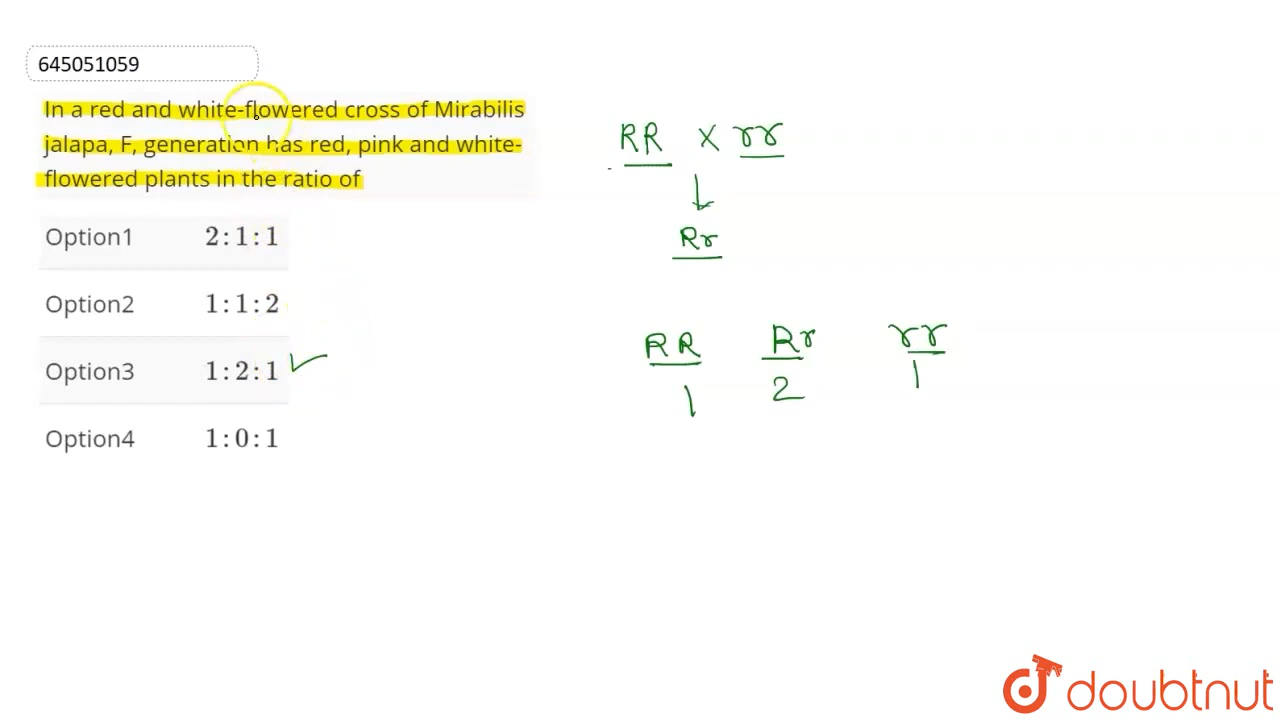 645051059
In a red and white-flowered cross of Mirabilis
jalapa, F, generation has red, pink and white-
flowered plants in the ratio of
Option1 2 : 1 : 1
Option2 1 : 1 : 2
Option3 1 : 2 : 1
Option4 1 : 0 : 1
RR X rr
Rr
RR Rr rr
1 2 1
doubtnut